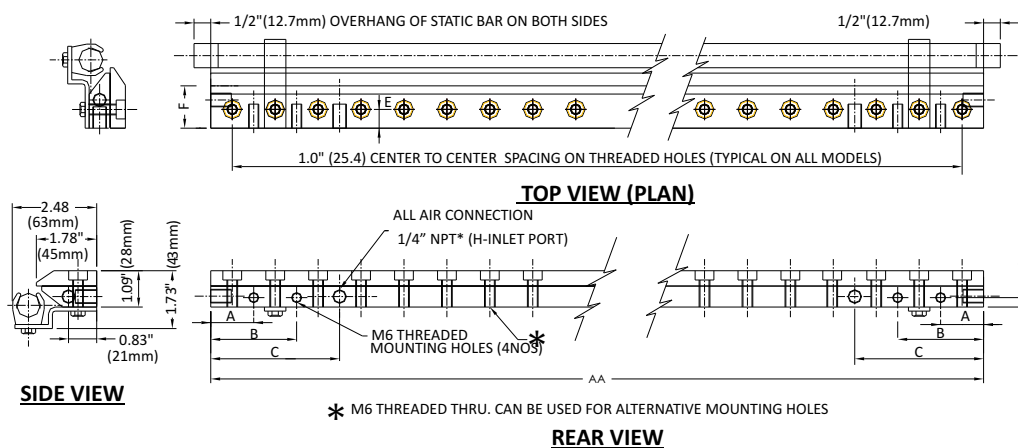 1/2"(12.7mm) OVERHANG OF STATIC BAR ON BOTH SIDES
1/2"(12.7mm)
F
E
1.0" (25.4) CENTER TO CENTER SPACING ON THREADED HOLES (TYPICAL ON ALL MODELS)
TOP VIEW (PLAN)
2.48
(63mm)
1.78"
(45mm)
1.09" (28mm)
1.73" (43mm)
0.83"
(21mm)
SIDE VIEW
ALL AIR CONNECTION
1/4" NPT* (H-INLET PORT)
A
B
C
M6 THREADED
MOUNTING HOLES (4NOS)
*
A
B
C
AA
* M6 THREADED THRU. CAN BE USED FOR ALTERNATIVE MOUNTING HOLES
REAR VIEW